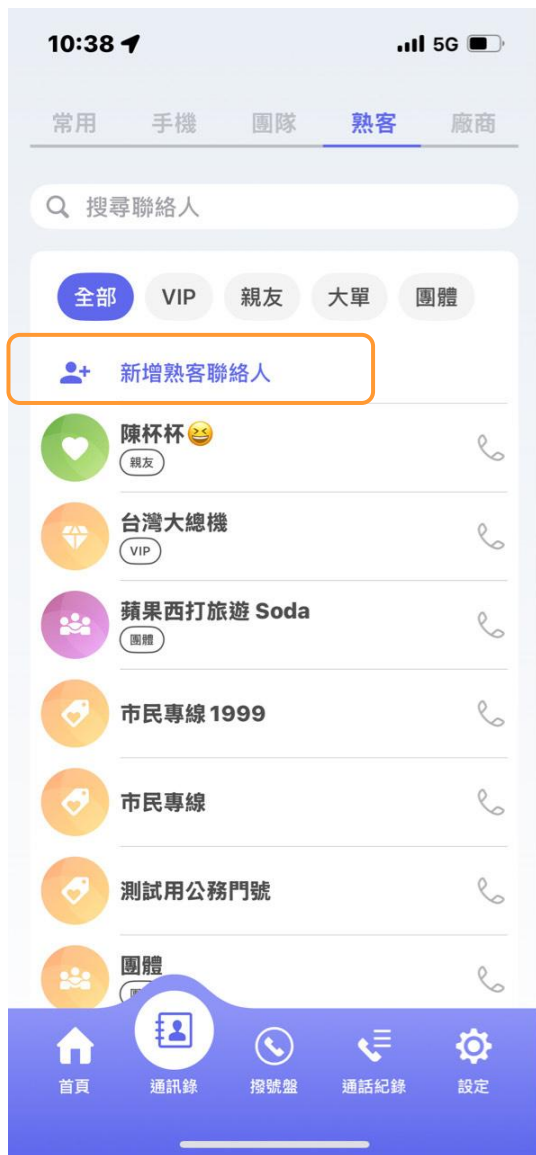 10:38 5G
常用 手機 團隊 熟客 廠商
搜尋聯絡人
全部 VIP 親友 大單 團體
新增熟客聯絡人
陳杯杯😆
親友
台灣大總機
VIP
蘋果西打旅遊 Soda
團體
市民專線 1999
市民專線
測試用公務門號
團體
首頁 通訊錄 撥號盤 通話紀錄 設定